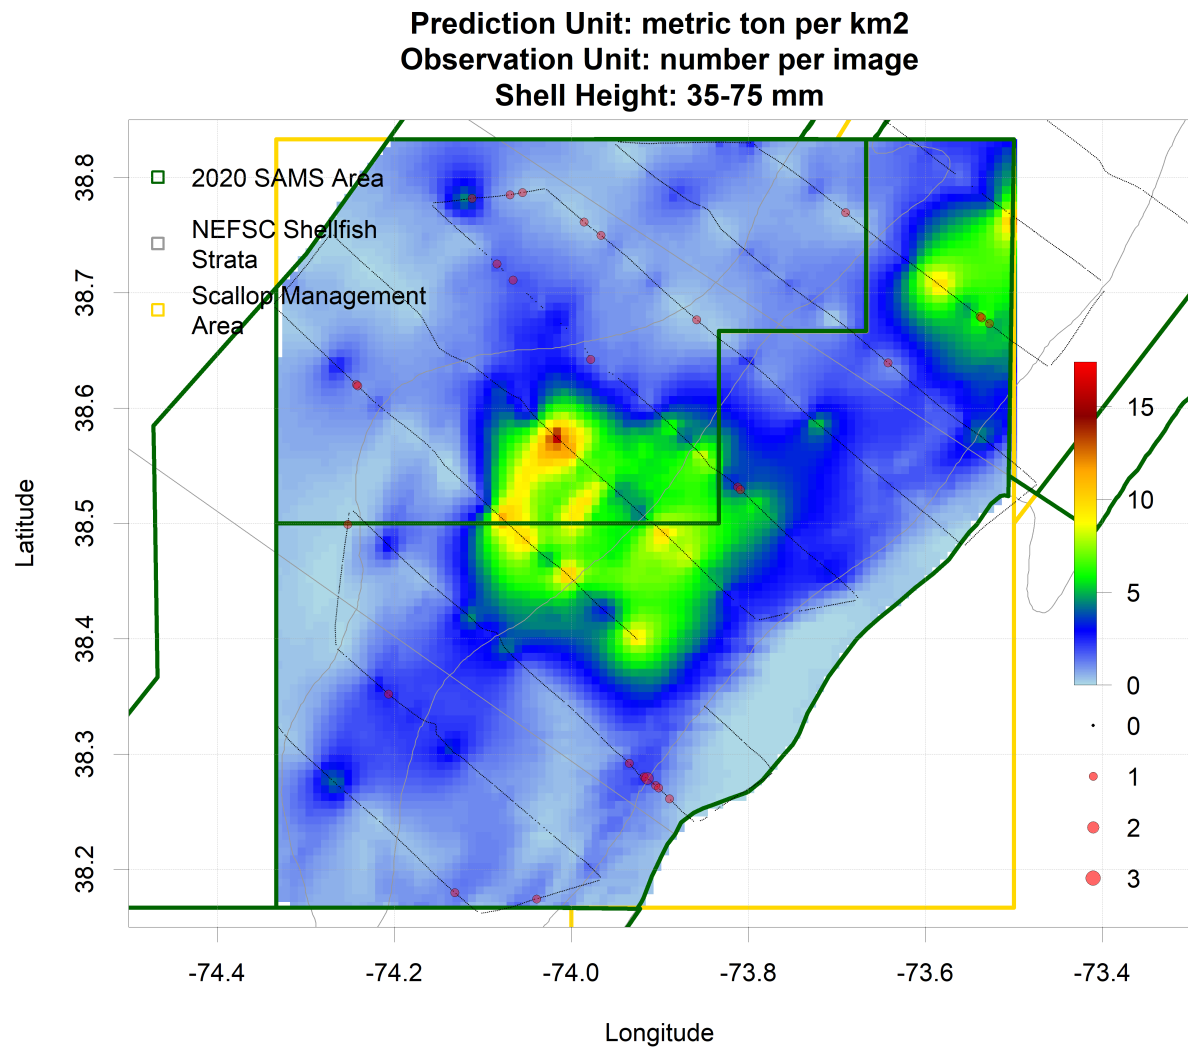 Prediction Unit: metric ton per km2
Observation Unit: number per image
Shell Height: 35-75 mm
2020 SAMS Area
NEFSC Shellfish
Strata
Scallop Management
Area
38.8
38.7
38.6
38.5
38.4
38.3
38.2
Latitude
15
10
5
0
0
1
2
3
-74.4
-74.2
-74.0
-73.8
-73.6
-73.4
Longitude